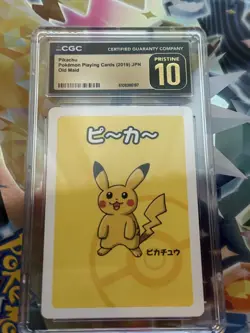 CGC
CERTIFIED GUARANTY COMPANY
Pikachu
Pokémon Playing Cards (2019) JPN
Old Maid
PRISTINE
10
ピ〜カ〜
ピカチュウ